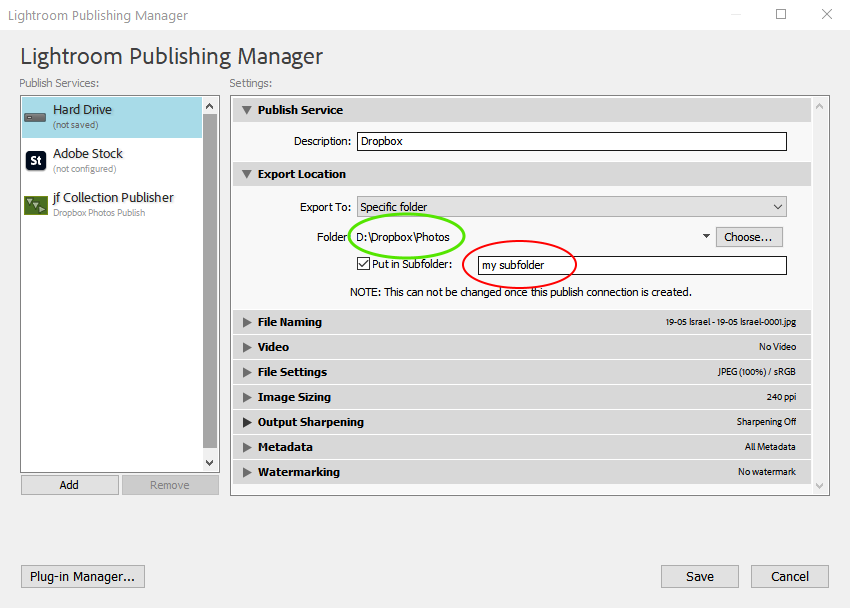 Lightroom Publishing Manager
Lightroom Publishing Manager
Publish Services:
Settings:
Hard Drive
(not saved)
St
Adobe Stock
(not configured)
jf Collection Publisher
Dropbox Photos Publish
Add
Remove
Publish Service
Description: Dropbox
Export Location
Export To: Specific folder
Folder D:\Dropbox\Photos Choose...
Put in Subfolder: my subfolder
NOTE: This can not be changed once this publish connection is created.
File Naming 19-05 Israel - 19-05 Israel-0001.jpg
Video No Video
File Settings JPEG (100%) / sRGB
Image Sizing 240 ppi
Output Sharpening Sharpening Off
Metadata All Metadata
Watermarking No watermark
Plug-in Manager... Save Cancel